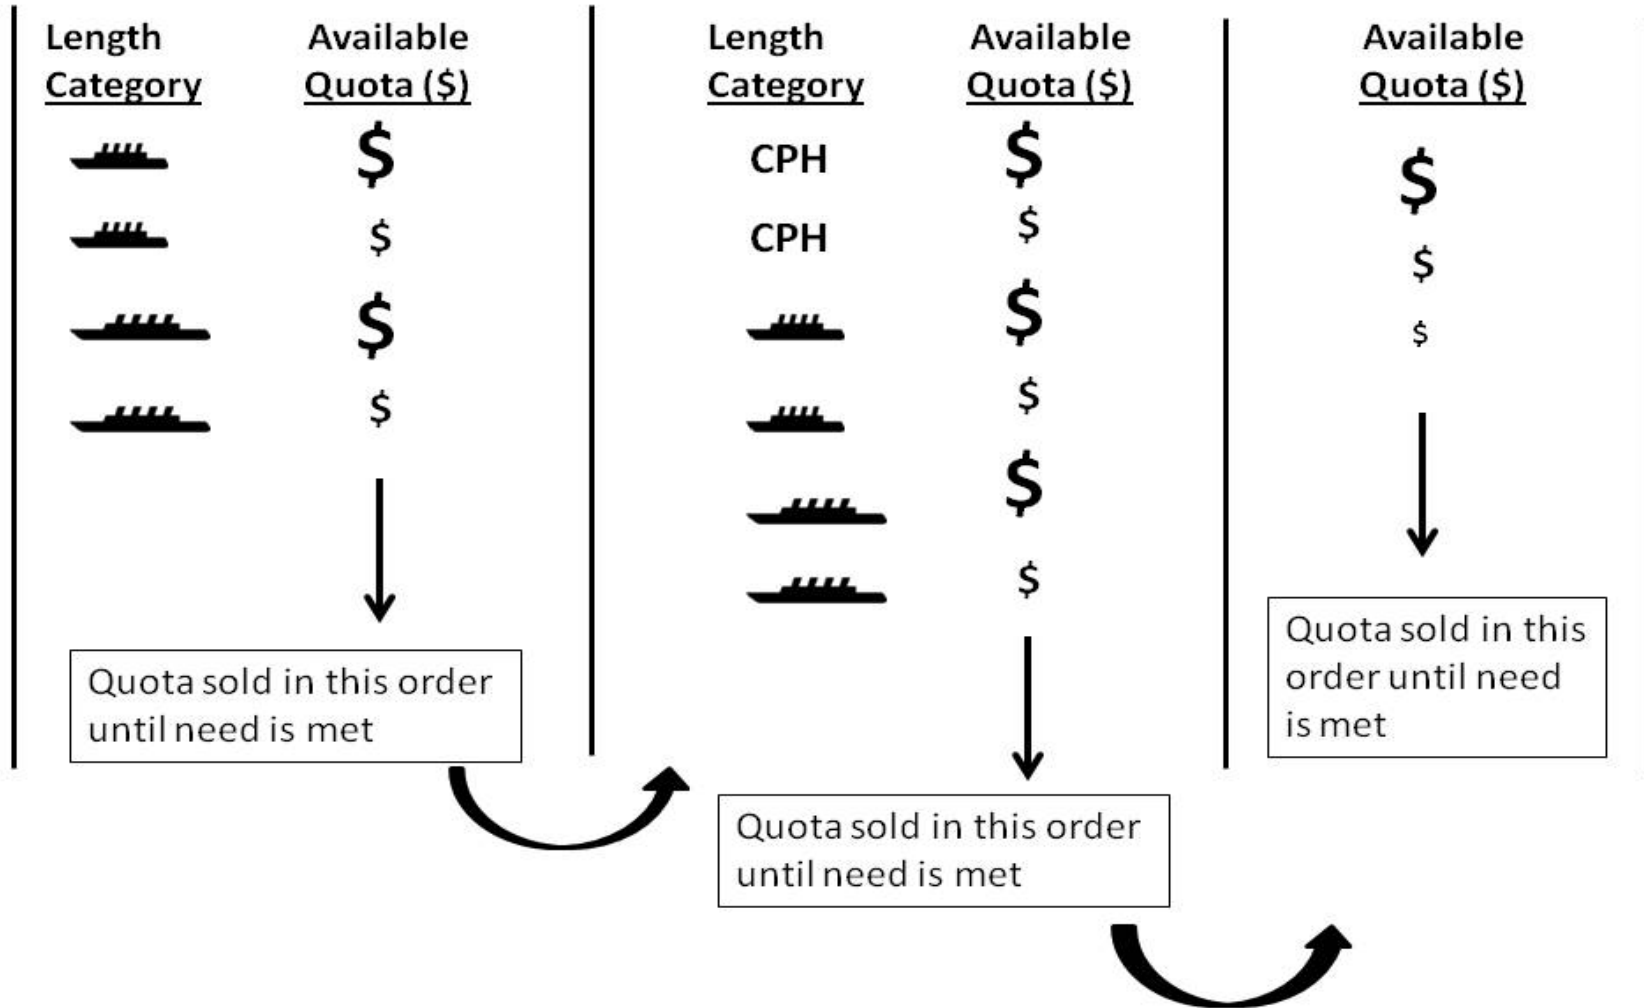 Length
Category
Available
Quota ($)
$
$
$
$
Quota sold in this order
until need is met
Length
Category
Available
Quota ($)
CPH
$
CPH
$
$
$
$
$
Quota sold in this order
until need is met
Available
Quota ($)
$
$
$
Quota sold in this
order until need
is met